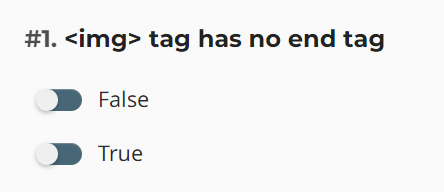 #1. <img> tag has no end tag
False
True